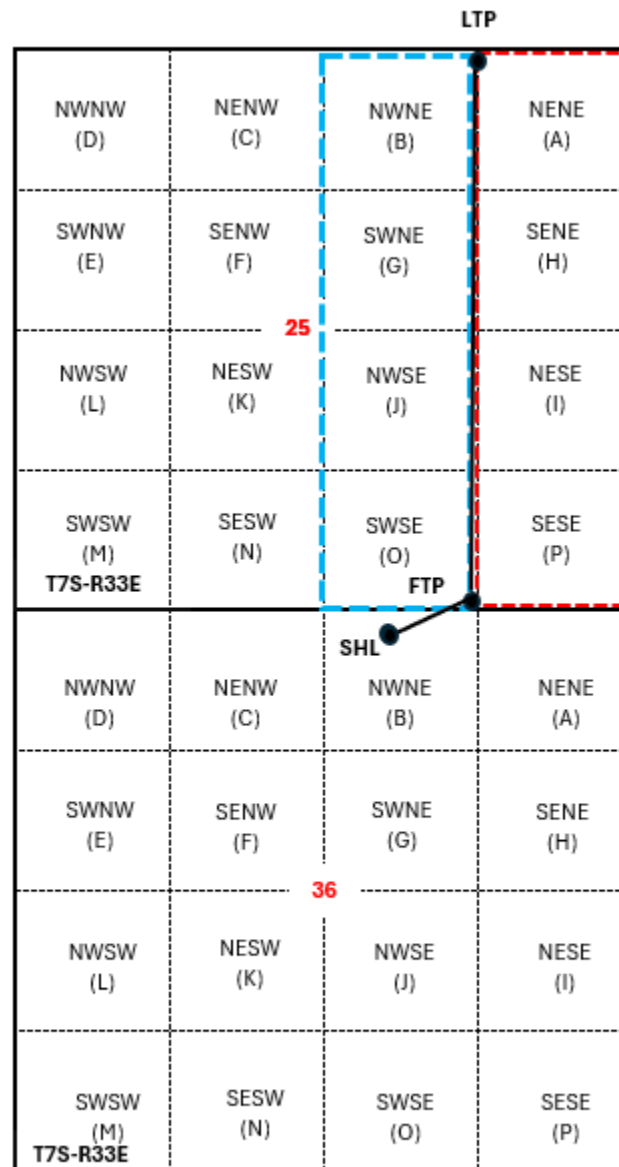 LTP
NWNW
(D)
NENW
(C)
NWNE
(B)
NENE
(A)
SWNW
(E)
SENW
(F)
SWNE
(G)
SENE
(H)
25
NWSW
(L)
NESW
(K)
NWSE
(J)
NESE
(I)
SWSW
(M)
SESW
(N)
SWSE
(O)
SESE
(P)
T7S-R33E
FTP
SHL
NWNW
(D)
NENW
(C)
NWNE
(B)
NENE
(A)
SWNW
(E)
SENW
(F)
SWNE
(G)
SENE
(H)
36
NWSW
(L)
NESW
(K)
NWSE
(J)
NESE
(I)
SWSW
(M)
SESW
(N)
SWSE
(O)
SESE
(P)
T7S-R33E